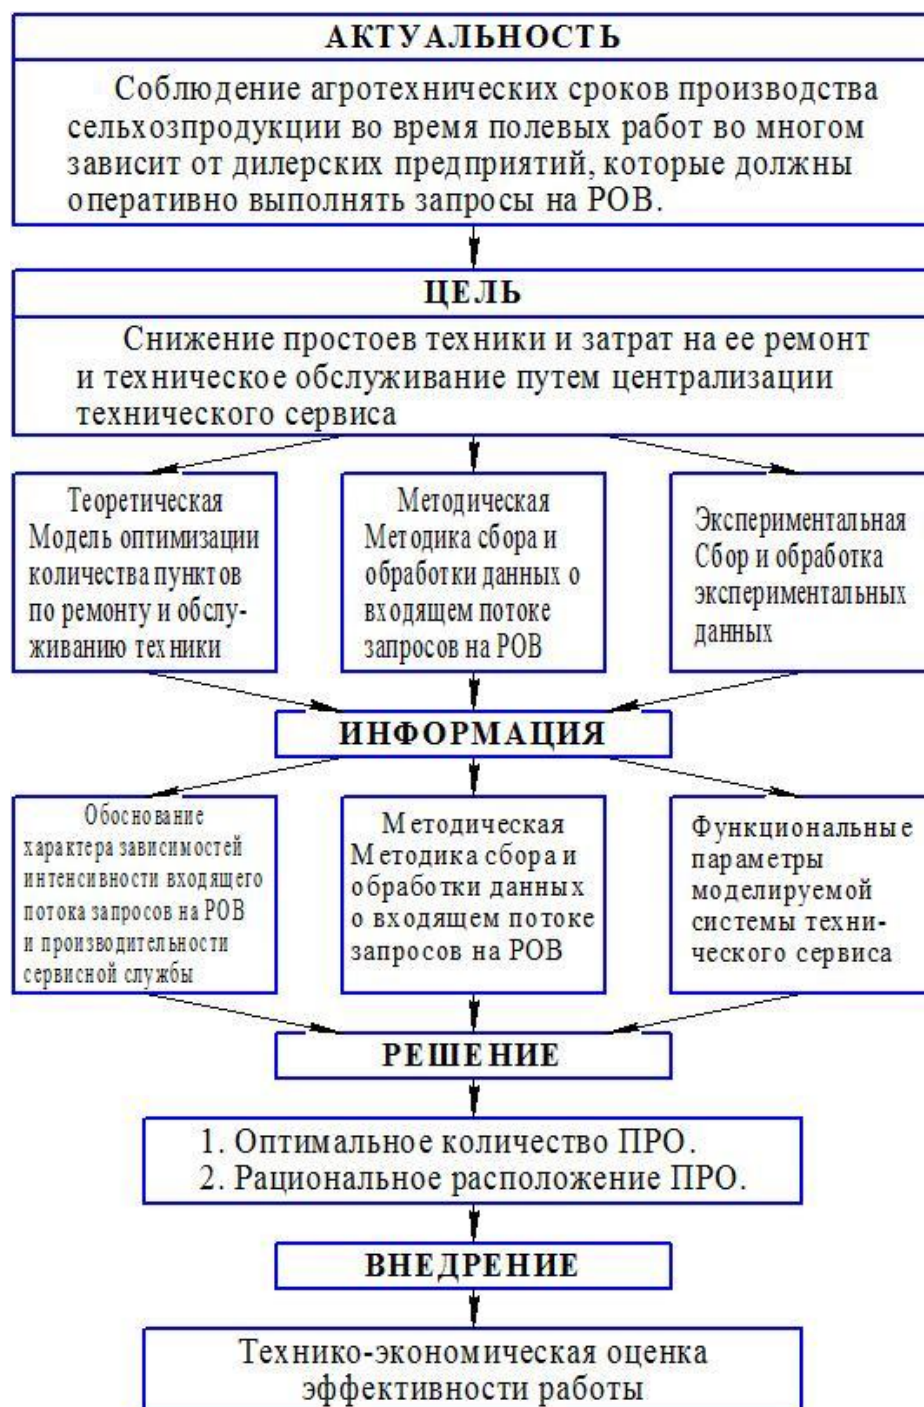 АКТУАЛЬНОСТЬ
Соблюдение агротехнических сроков производства
сельхозпродукции во время полевых работ во многом
зависит от дилерских предприятий, которые должны
оперативно выполнять запросы на РОВ.
ЦЕЛЬ
Снижение простоев техники и затрат на ее ремонт
и техническое обслуживание путем централизации
технического сервиса
Теоретическая
Модель оптимизации
количества пунктов
по ремонту и обслу-
живанию техники
Методическая
Методика сбора и
обработки данных о
входящем потоке
запросов на РОВ
Экспериментальная
Сбор и обработка
экспериментальных
данных
ИНФОРМАЦИЯ
Обоснование
характера зависимостей
интенсивности входящего
потока запросов на РОВ
и производительности
сервисной службы
Методическая
Методика сбора и
обработки данных
о входящем потоке
запросов на РОВ
Функциональные
параметры
моделируемой
системы техни-
ческого сервиса
РЕШЕНИЕ
1. Оптимальное количество ПРО.
2. Рациональное расположение ПРО.
ВНЕДРЕНИЕ
Технико-экономическая оценка
эффективности работы